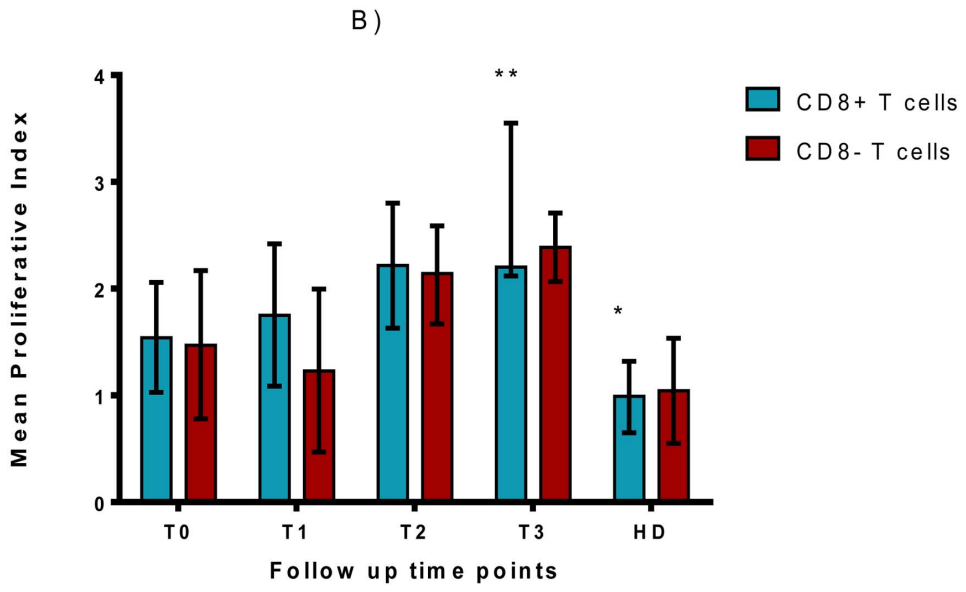 B)
Mean Proliferative Index
4
3
2
1
0
**
*
T0 T1 T2 T3 HD
Follow up time points
CD8+ T cells
CD8- T cells